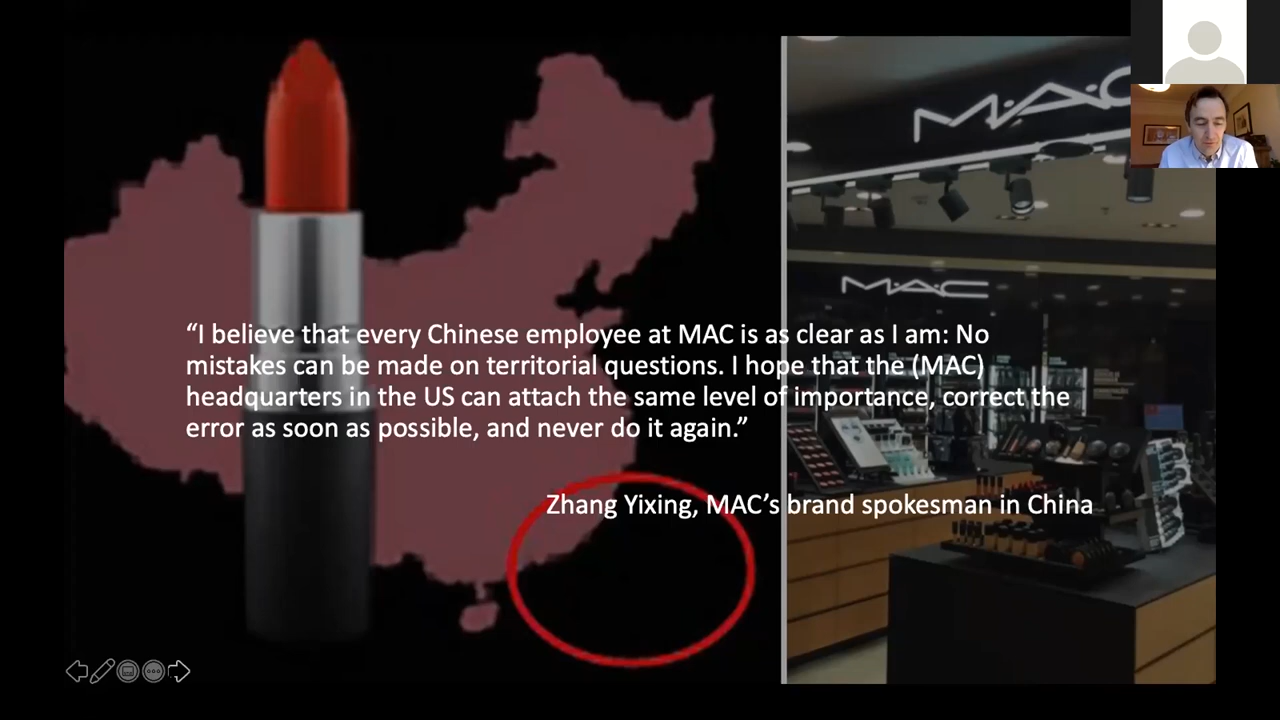 MAC
MAC
“I believe that every Chinese employee at MAC is as clear as I am: No
mistakes can be made on territorial questions. I hope that the (MAC)
headquarters in the US can attach the same level of importance, correct the
error as soon as possible, and never do it again.”
Zhang Yixing, MAC’s brand spokesman in China